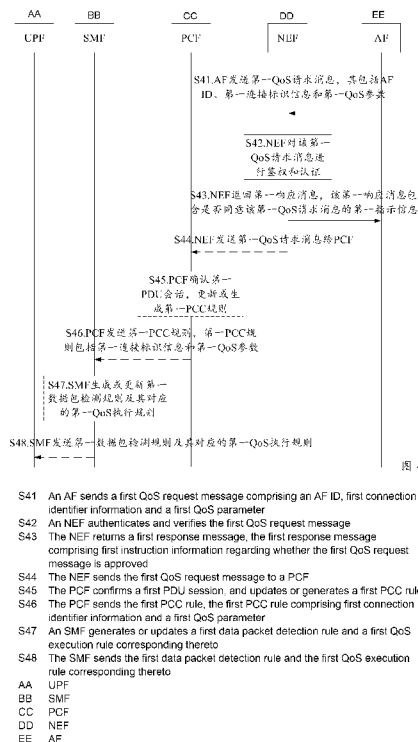 AA BB CC DD EE
UPF SMF PCF NEF AF
S41.AF发送第一QoS请求消息，其包括AF
ID、第一连接标识信息和第一QoS参数
S42.NEF对该第一
QoS请求消息进
行鉴权和认证
S43.NEF返回第一响应消息，该第一响应消息包
含是否同意该第一QoS请求消息的第一指示信息
S44.NEF发送第一QoS请求消息给PCF
S45.PCF确认第一
PDU会话，更新或生
成第一PCC规则
S46.PCF发送第一PCC规则，第一PCC规
则包括第一连接标识信息和第一QoS参数
S47.SMF生成或更新第一
数据包检测规则及其对应
的第一QoS执行规则
S48.SMF发送第一数据包检测规则及其对应的第一QoS执行规则
图
S41 An AF sends a first QoS request message comprising an AF ID, first connection
identifier information and a first QoS parameter
S42 An NEF authenticates and verifies the first QoS request message
S43 The NEF returns a first response message, the first response message
comprising first instruction information regarding whether the first QoS request
message is approved
S44 The NEF sends the first QoS request message to a PCF
S45 The PCF confirms a first PDU session, and updates or generates a first PCC rul
S46 The PCF sends the first PCC rule, the first PCC rule comprising first connection
identifier information and a first QoS parameter
S47 An SMF generates or updates a first data packet detection rule and a first QoS
execution rule corresponding thereto
S48 The SMF sends the first data packet detection rule and the first QoS execution
rule corresponding thereto
AA UPF
BB SMF
CC PCF
DD NEF
EE AF